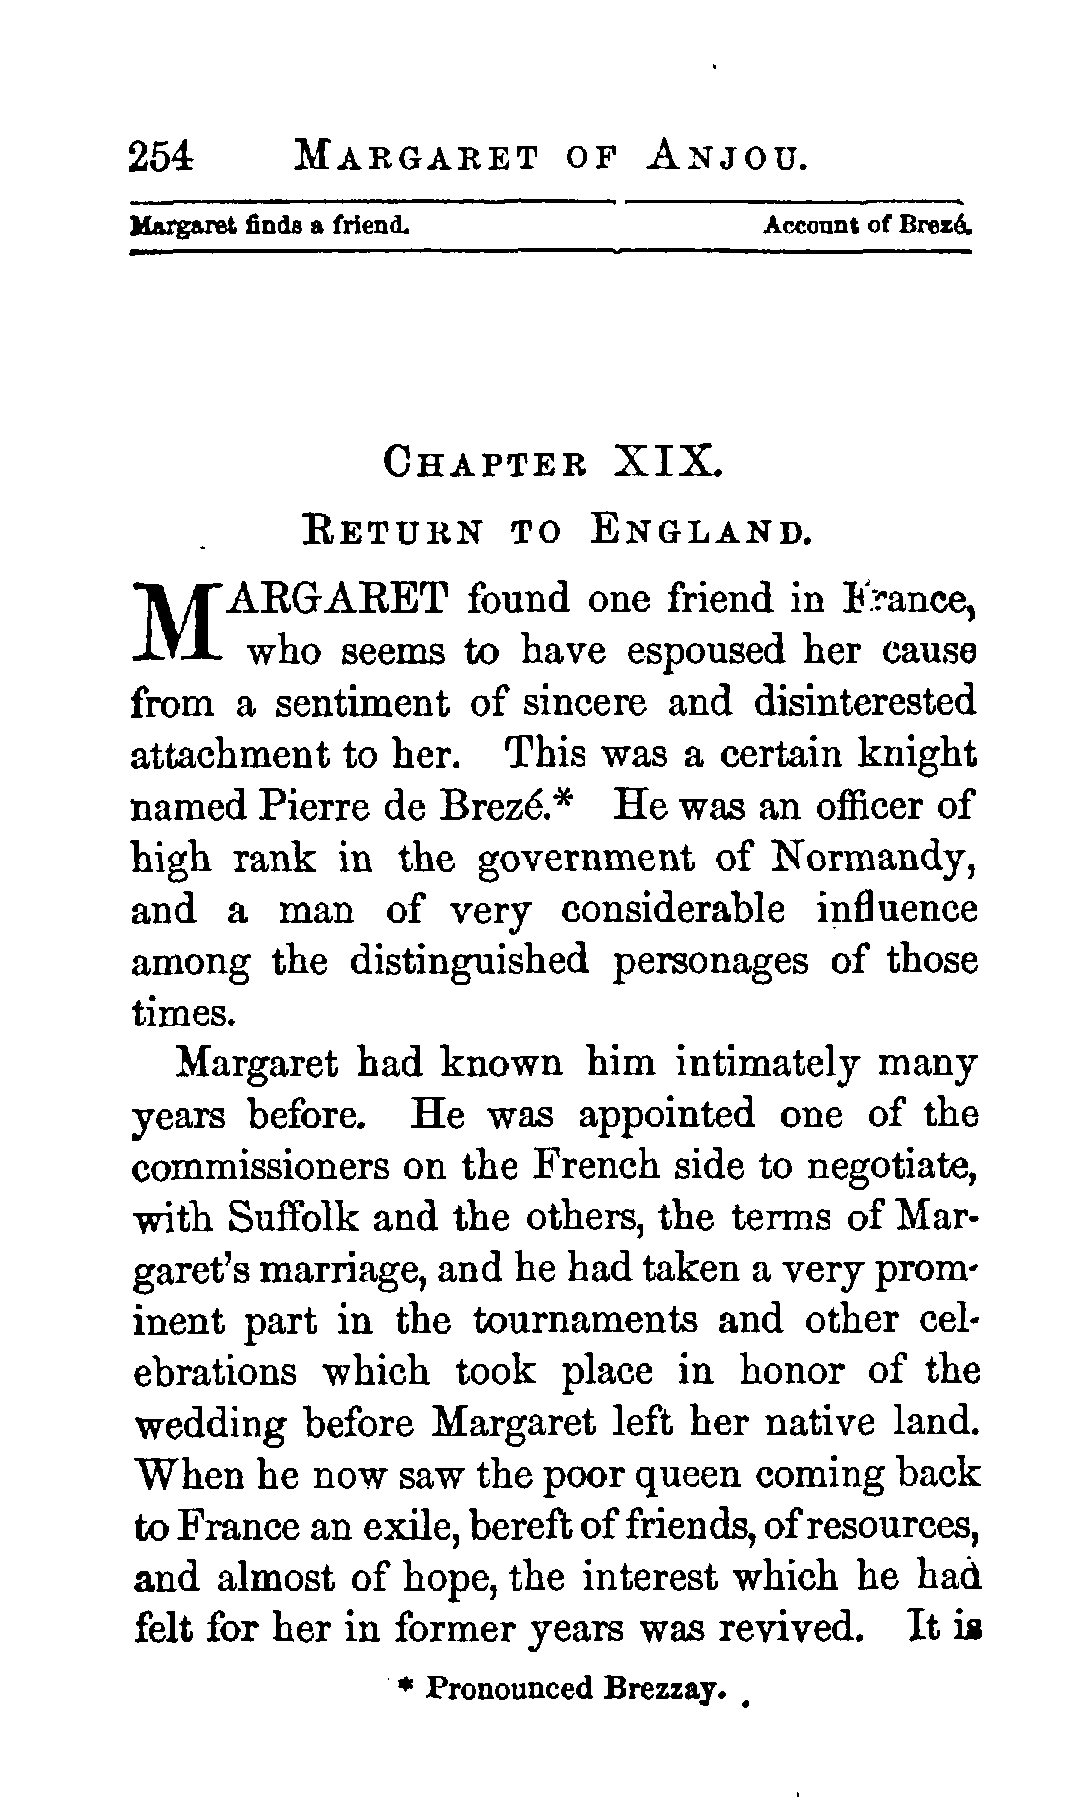 254 MARGARET OF ANJOU.
Margaret finds a friend. Account of Brezé.
CHAPTER XIX.
RETURN TO ENGLAND.
MARGARET found one friend in France,
who seems to have espoused her cause
from a sentiment of sincere and disinterested
attachment to her. This was a certain knight
named Pierre de Brezé.* He was an officer of
high rank in the government of Normandy,
and a man of very considerable influence
among the distinguished personages of those
times.
Margaret had known him intimately many
years before. He was appointed one of the
commissioners on the French side to negotiate,
with Suffolk and the others, the terms of Mar-
garet's marriage, and he had taken a very prom-
inent part in the tournaments and other cel-
ebrations which took place in honor of the
wedding before Margaret left her native land.
When he now saw the poor queen coming back
to France an exile, bereft of friends, of resources,
and almost of hope, the interest which he had
felt for her in former years was revived. It is
* Pronounced Brezzay.